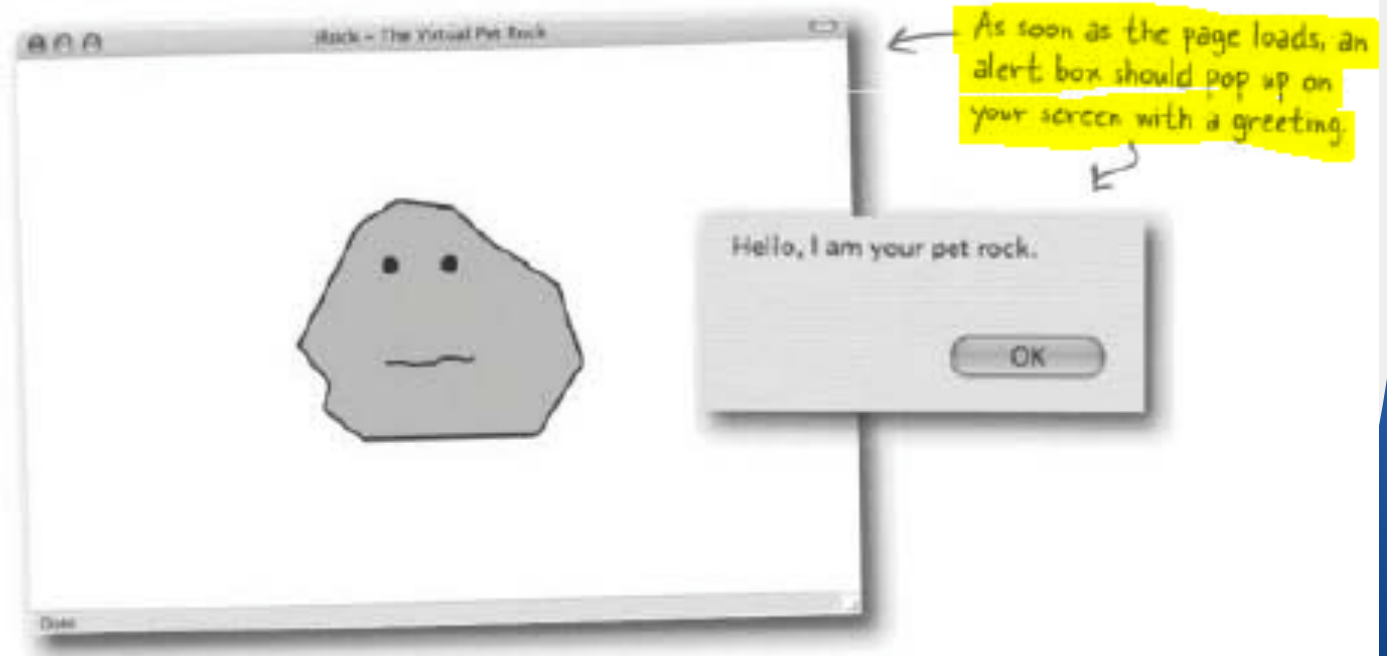 iRock - The Virtual Pet Rock
As soon as the page loads, an
alert box should pop up on
your screen with a greeting.
Hello, I am your pet rock.
OK
Done